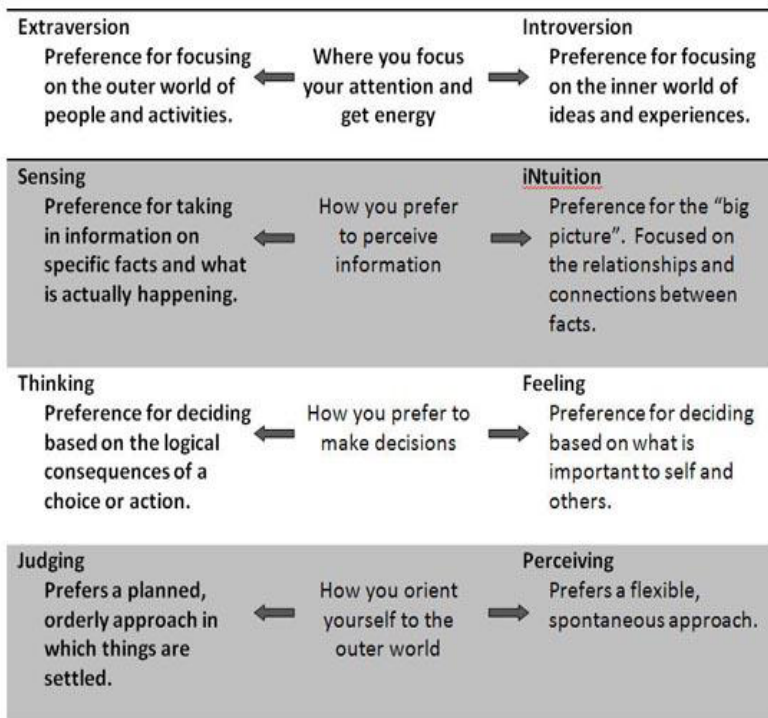 Extraversion
Preference for focusing
on the outer world of
people and activities.
Where you focus
your attention and
get energy
Introversion
Preference for focusing
on the inner world of
ideas and experiences.
Sensing
Preference for taking
in information on
specific facts and what
is actually happening.
How you prefer
to perceive
information
iNtuition
Preference for the “big
picture”. Focused on
the relationships and
connections between
facts.
Thinking
Preference for deciding
based on the logical
consequences of a
choice or action.
How you prefer to
make decisions
Feeling
Preference for deciding
based on what is
important to self and
others.
Judging
Prefers a planned,
orderly approach in
which things are
settled.
How you orient
yourself to the
outer world
Perceiving
Prefers a flexible,
spontaneous approach.